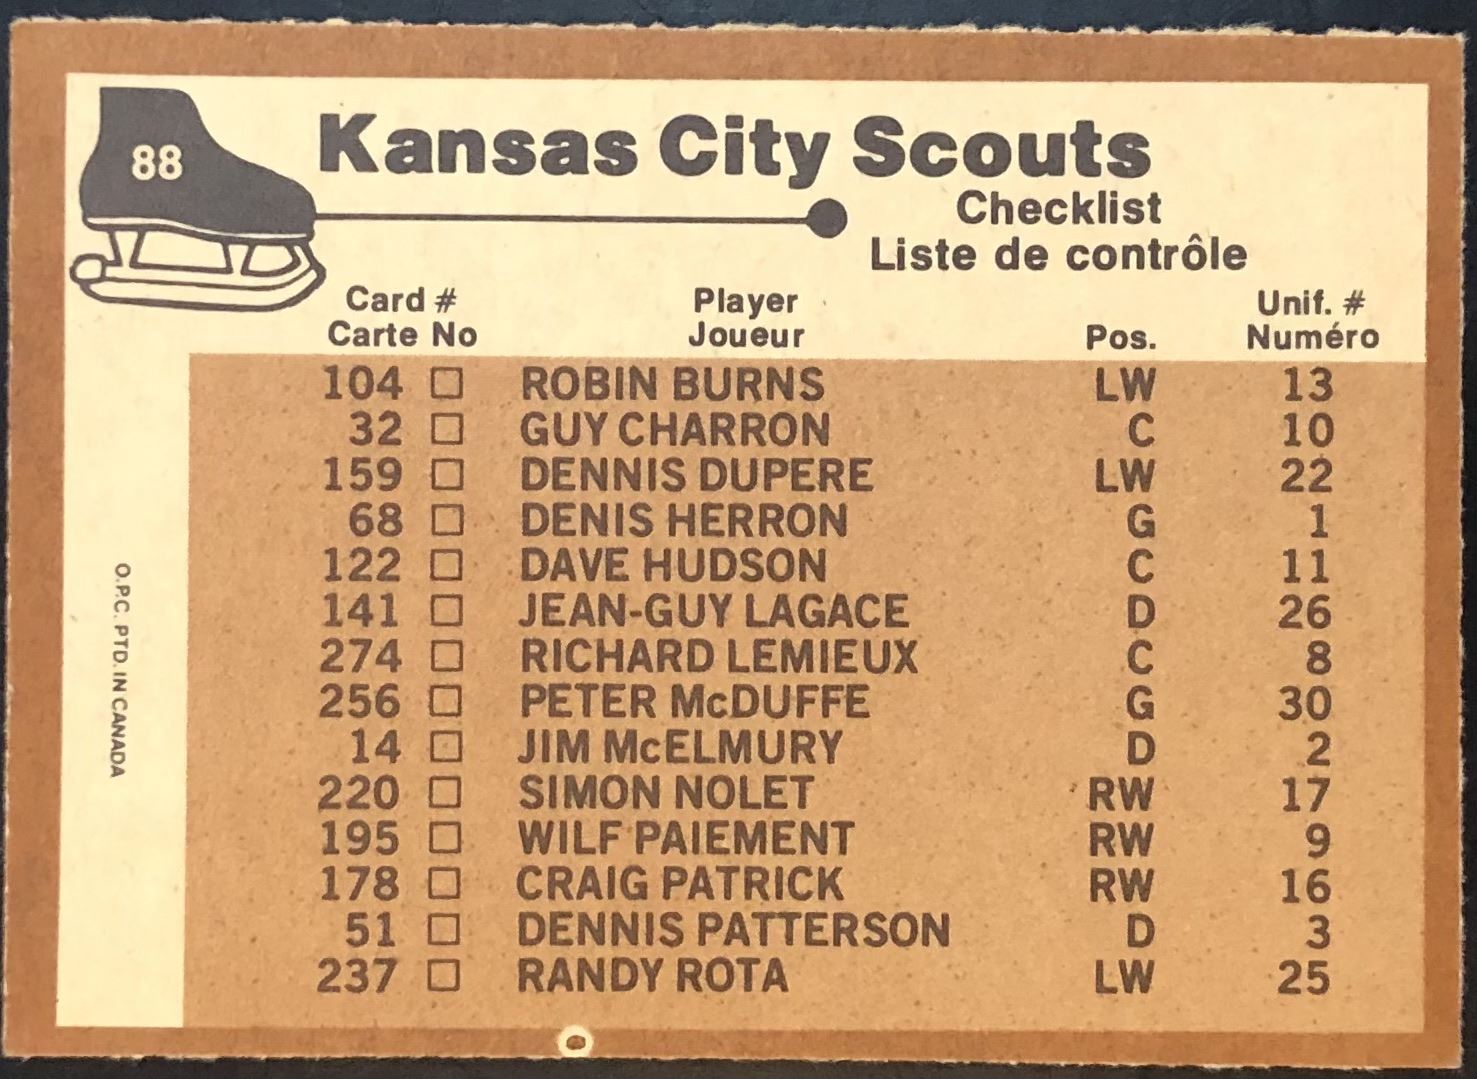 88
Kansas City Scouts
Checklist
Liste de contrôle
Card # Player Unif. #
Carte No Joueur Pos. Numéro
104 □ ROBIN BURNS LW 13
32 □ GUY CHARRON C 10
159 □ DENNIS DUPERE LW 22
68 □ DENIS HERRON G 1
122 □ DAVE HUDSON C 11
141 □ JEAN-GUY LAGACE D 26
274 □ RICHARD LEMIEUX C 8
256 □ PETER McDUFFE G 30
14 □ JIM McELMURY D 2
220 □ SIMON NOLET RW 17
195 □ WILF PAIEMENT RW 9
178 □ CRAIG PATRICK RW 16
51 □ DENNIS PATTERSON D 3
237 □ RANDY ROTA LW 25
O.P.C. PTD. IN CANADA